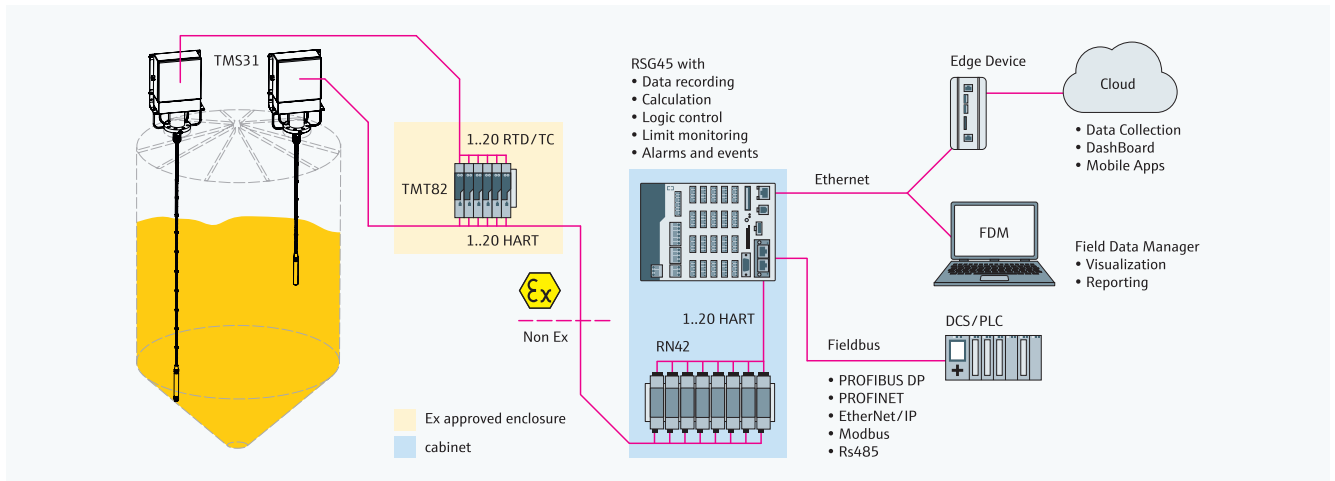 TMS31
1..20 RTD/TC
TMT82
1..20 HART
Ex
Non Ex
Ex approved enclosure
cabinet
RSG45 with
• Data recording
• Calculation
• Logic control
• Limit monitoring
• Alarms and events
1..20 HART
RN42
Ethernet
Edge Device
Cloud
• Data Collection
• DashBoard
• Mobile Apps
FDM
Field Data Manager
• Visualization
• Reporting
DCS/PLC
Fieldbus
• PROFIBUS DP
• PROFINET
• EtherNet/IP
• Modbus
• Rs485